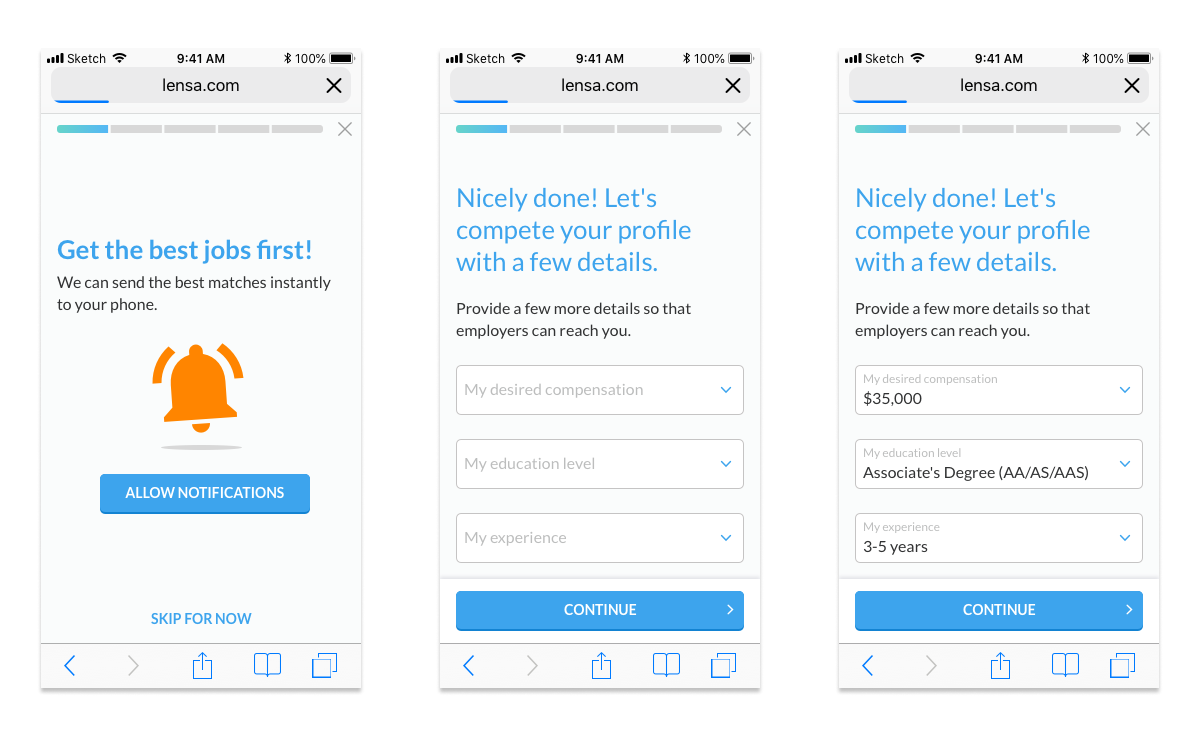 Sketch 9:41 AM 100%
lensa.com
Get the best jobs first!
We can send the best matches instantly
to your phone.
ALLOW NOTIFICATIONS
SKIP FOR NOW
Sketch 9:41 AM 100%
lensa.com
Nicely done! Let's
compete your profile
with a few details.
Provide a few more details so that
employers can reach you.
My desired compensation
My education level
My experience
CONTINUE
Sketch 9:41 AM 100%
lensa.com
Nicely done! Let's
compete your profile
with a few details.
Provide a few more details so that
employers can reach you.
My desired compensation
$35,000
My education level
Associate's Degree (AA/AS/AAS)
My experience
3-5 years
CONTINUE